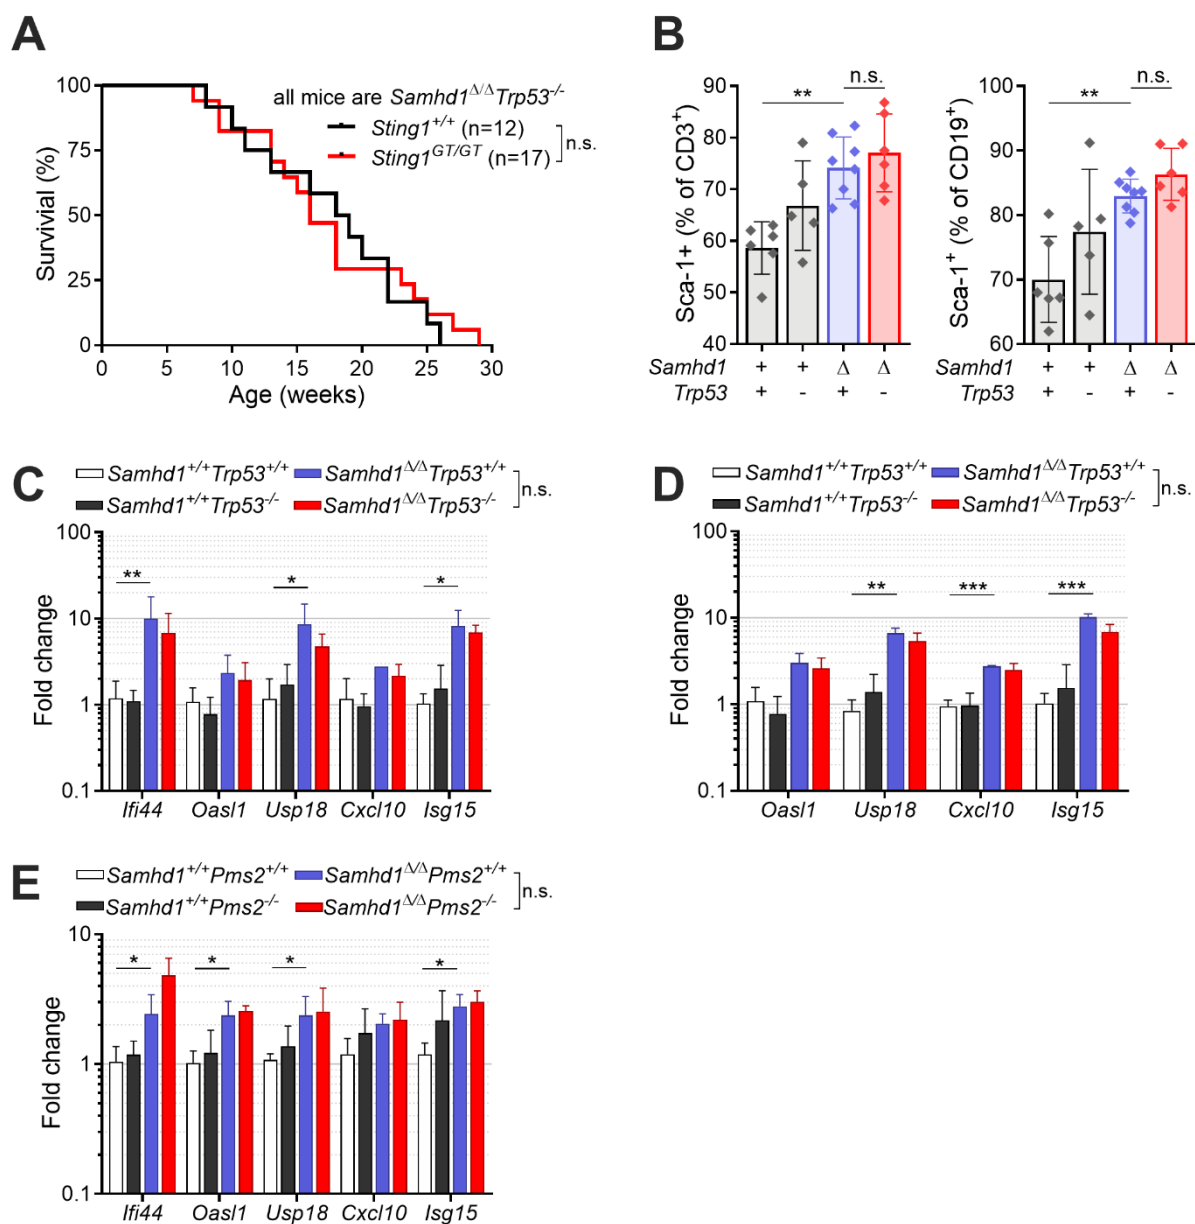 A
100
75
50
25
0
Survivial (%)
all mice are Samhd1Δ/ΔTrp53-/-
Sting1+/+ (n=12)
Sting1GT/GT (n=17)
n.s.
0 5 10 15 20 25 30
Age (weeks)
B
90
80
70
60
50
40
Sca-1+ (% of CD3+)
**
n.s.
Samhd1 + + Δ Δ
Trp53 + - + -
100
90
80
70
60
Sca-1+ (% of CD19+)
**
n.s.
Samhd1 + + Δ Δ
Trp53 + - + -
C
Samhd1+/+Trp53+/+ Samhd1Δ/ΔTrp53+/+
Samhd1+/+Trp53-/- Samhd1Δ/ΔTrp53-/-
n.s.
100
10
1
0.1
Fold change
** * *
Ifi44 Oasl1 Usp18 Cxcl10 Isg15
D
Samhd1+/+Trp53+/+ Samhd1Δ/ΔTrp53+/+
Samhd1+/+Trp53-/- Samhd1Δ/ΔTrp53-/-
n.s.
100
10
1
0.1
Fold change
** *** ***
Oasl1 Usp18 Cxcl10 Isg15
E
Samhd1+/+Pms2+/+ Samhd1Δ/ΔPms2+/+
Samhd1+/+Pms2-/- Samhd1Δ/ΔPms2-/-
n.s.
10
1
0.1
Fold change
* * * *
Ifi44 Oasl1 Usp18 Cxcl10 Isg15